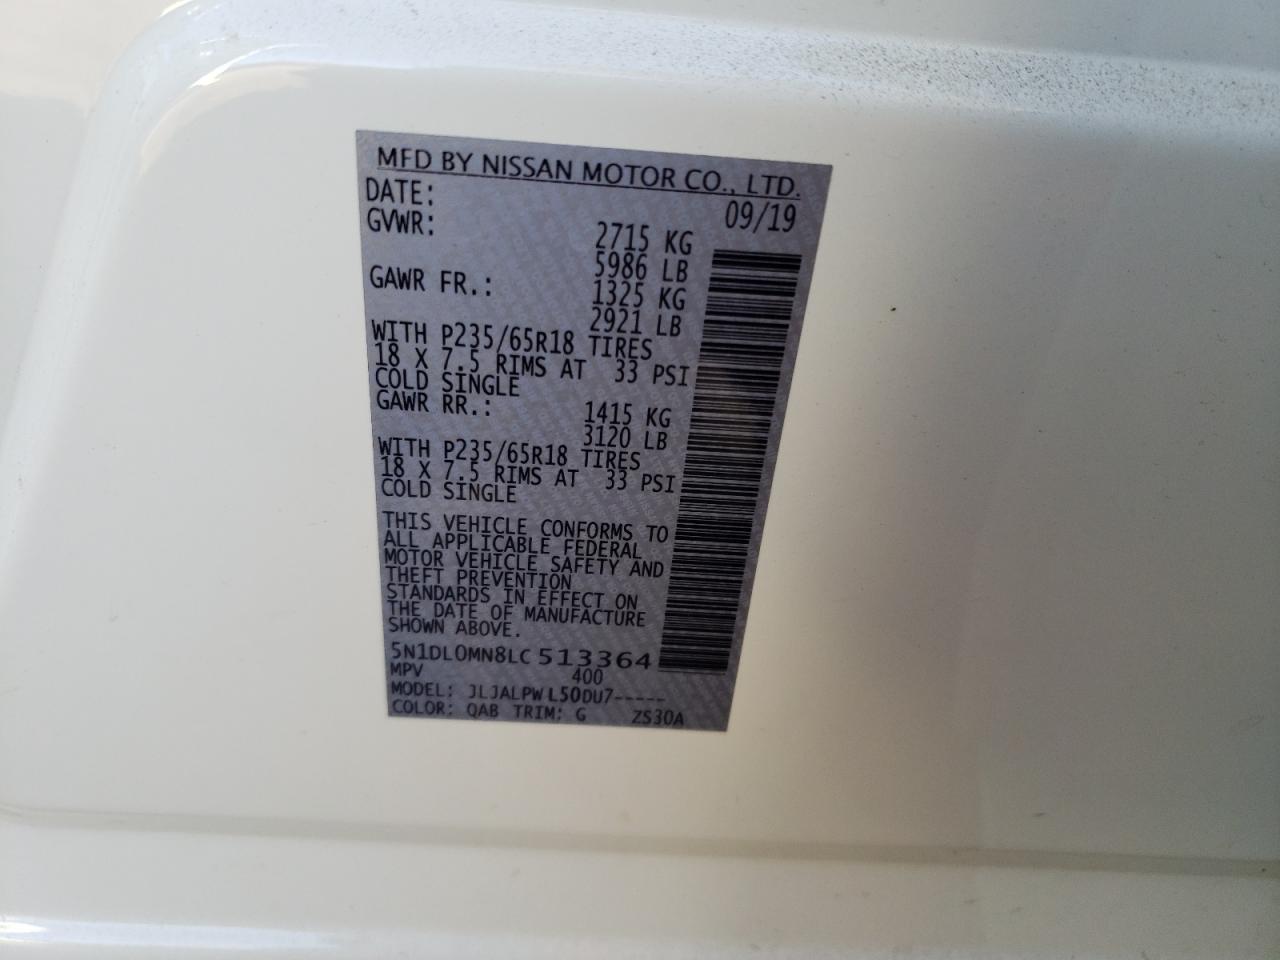 MFD BY NISSAN MOTOR CO., LTD.
DATE: 09/19
GVWR: 2715 KG
5986 LB
GAWR FR.: 1325 KG
2921 LB
WITH P235/65R18 TIRES
18 X 7.5 RIMS AT 33 PSI
COLD SINGLE
GAWR RR.: 1415 KG
3120 LB
WITH P235/65R18 TIRES
18 X 7.5 RIMS AT 33 PSI
COLD SINGLE
THIS VEHICLE CONFORMS TO
ALL APPLICABLE FEDERAL
MOTOR VEHICLE SAFETY AND
THEFT PREVENTION
STANDARDS IN EFFECT ON
THE DATE OF MANUFACTURE
SHOWN ABOVE.
5N1DL0MN8LC513364
MPV 400
MODEL: JLJALPWL50DU7-----
COLOR: QAB TRIM: G ZS30A